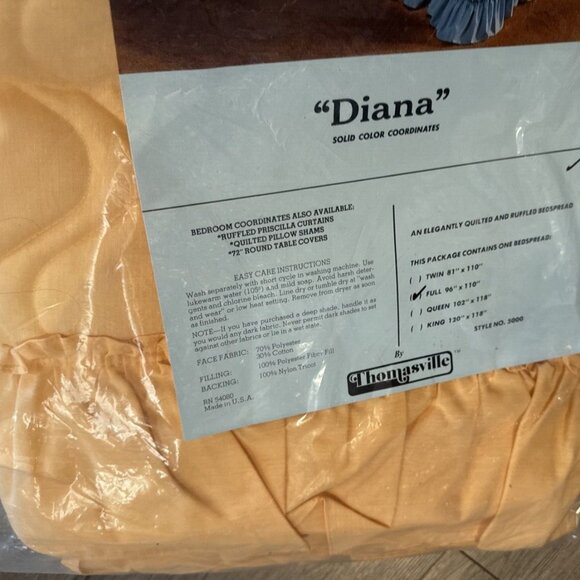 “Diana”
SOLID COLOR COORDINATES
BEDROOM COORDINATES ALSO AVAILABLE:
*RUFFLED PRISCILLA CURTAINS
*QUILTED PILLOW SHAMS
*72" ROUND TABLE COVERS
EASY CARE INSTRUCTIONS
Wash separately with short cycle in washing machine. Use
lukewarm water (105°) and mild soap. Avoid harsh deter-
gents and chlorine bleach. Line dry or tumble dry at "wash
and wear" or low heat setting. Remove from dryer as soon
as finished.
NOTE—If you have purchased a deep shade, handle it as
you would any dark fabric. Never permit dark shades to set
against other fabrics or lie in a wet state.
FACE FABRIC: 70% Polyester
30% Cotton
FILLING: 100% Polyester Fiber Fill
BACKING: 100% Nylon Tricot
RN 54080
Made in U.S.A.
AN ELEGANTLY QUILTED AND RUFFLED BEDSPREAD
THIS PACKAGE CONTAINS ONE BEDSPREAD:
( ) TWIN 81" x 110"
(✓) FULL 96" x 110"
( ) QUEEN 102" x 118"
( ) KING 120" x 118"
STYLE NO. 5000
By
Thomasville™